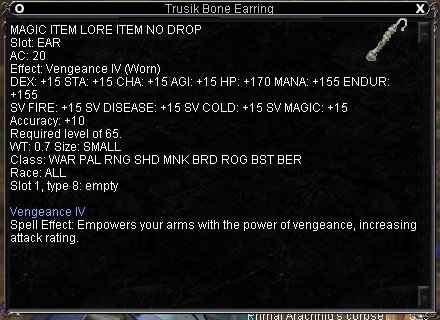 Trusik Bone Earring
MAGIC ITEM LORE ITEM NO DROP
Slot: EAR
AC: 20
Effect: Vengeance IV (Worn)
DEX: +15 STA: +15 CHA: +15 AGI: +15 HP: +170 MANA: +155 ENDUR:
+155
SV FIRE: +15 SV DISEASE: +15 SV COLD: +15 SV MAGIC: +15
Accuracy: +10
Required level of 65.
WT: 0.7 Size: SMALL
Class: WAR PAL RNG SHD MNK BRD ROG BST BER
Race: ALL
Slot 1, type 8: empty
Vengeance IV
Spell Effect: Empowers your arms with the power of vengeance, increasing
attack rating.
Primal Arachnid's corpse